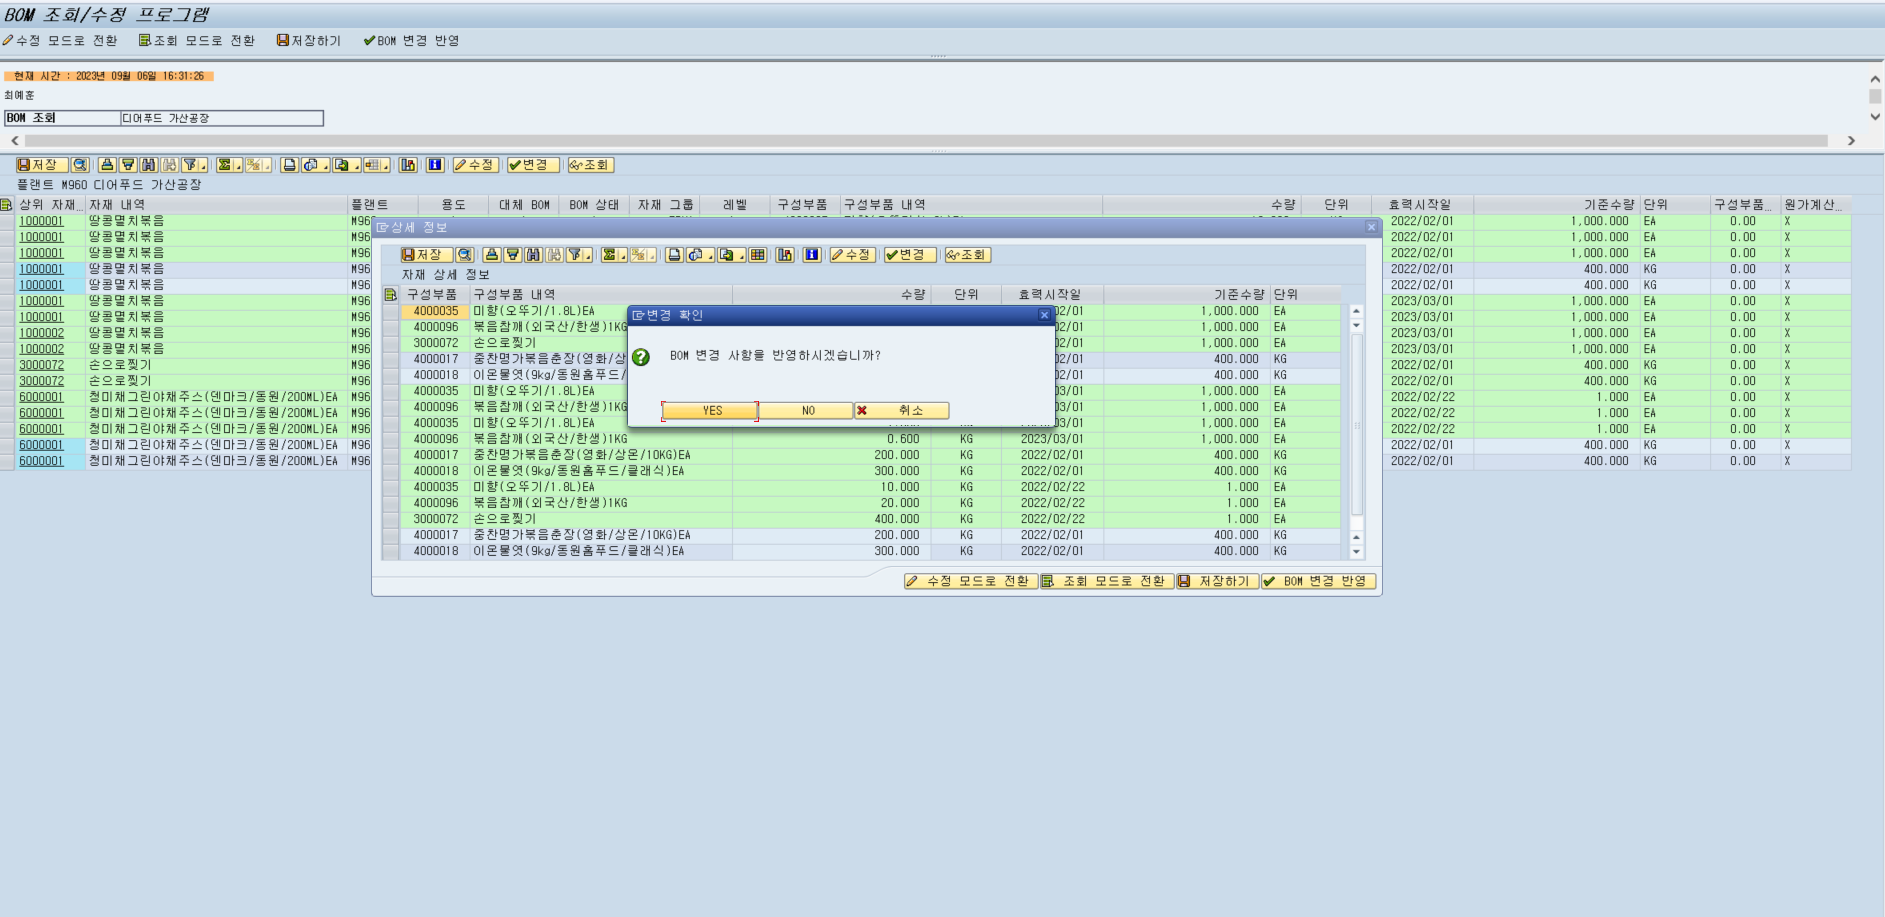 BOM 조회/수정 프로그램
수정 모드로 전환 조회 모드로 전환 저장하기 BOM 변경 반영
현재 시간 : 2023년 09월 06일 16:31:26
최예훈
BOM 조회 디어푸드 가산공장
저장 수정 변경 조회
플랜트 M960 디어푸드 가산공장
상위 자재.. 자재 내역 플랜트 용도 대체 BOM BOM 상태 자재 그룹 레벨 구성부품 구성부품 내역 수량 단위 효력시작일 기준수량 단위 구성부품.. 원가계산..
1000001 땅콩멸치볶음 M960 2022/02/01 1,000.000 EA 0.00 X
1000001 땅콩멸치볶음 M96 2022/02/01 1,000.000 EA 0.00 X
1000001 땅콩멸치볶음 M96 2022/02/01 1,000.000 EA 0.00 X
1000001 땅콩멸치볶음 M96 2022/02/01 400.000 KG 0.00 X
1000001 땅콩멸치볶음 M96 2022/02/01 400.000 KG 0.00 X
1000001 땅콩멸치볶음 M96 2023/03/01 1,000.000 EA 0.00 X
1000001 땅콩멸치볶음 M96 2023/03/01 1,000.000 EA 0.00 X
1000002 땅콩멸치볶음 M96 2023/03/01 1,000.000 EA 0.00 X
1000002 땅콩멸치볶음 M96 2023/03/01 1,000.000 EA 0.00 X
3000072 손으로찢기 M96 2022/02/01 400.000 KG 0.00 X
3000072 손으로찢기 M96 2022/02/01 400.000 KG 0.00 X
6000001 청미채그린야채주스(덴마크/동원/200ML)EA M96 2022/02/22 1.000 EA 0.00 X
6000001 청미채그린야채주스(덴마크/동원/200ML)EA M96 2022/02/22 1.000 EA 0.00 X
6000001 청미채그린야채주스(덴마크/동원/200ML)EA M96 2022/02/22 1.000 EA 0.00 X
6000001 청미채그린야채주스(덴마크/동원/200ML)EA M96 2022/02/01 400.000 KG 0.00 X
6000001 청미채그린야채주스(덴마크/동원/200ML)EA M96 2022/02/01 400.000 KG 0.00 X
상세 정보
저장 수정 변경 조회
자재 상세 정보
구성부품 구성부품 내역 수량 단위 효력시작일 기준수량 단위
4000035 미향(오뚜기/1.8L)EA 02/01 1,000.000 EA
4000096 볶음참깨(외국산/한생)1KG 02/01 1,000.000 EA
3000072 손으로찢기 02/01 1,000.000 EA
4000017 중찬명가볶음춘장(영화/상 02/01 400.000 KG
4000018 이온물엿(9kg/동원홈푸드/ 02/01 400.000 KG
4000035 미향(오뚜기/1.8L)EA 03/01 1,000.000 EA
4000096 볶음참깨(외국산/한생)1KG 03/01 1,000.000 EA
4000035 미향(오뚜기/1.8L)EA 1,000.000 EA
4000096 볶음참깨(외국산/한생)1KG 0.600 KG 2023/03/01 1,000.000 EA
4000017 중찬명가볶음춘장(영화/상온/10KG)EA 200.000 KG 2022/02/01 400.000 KG
4000018 이온물엿(9kg/동원홈푸드/클래식)EA 300.000 KG 2022/02/01 400.000 KG
4000035 미향(오뚜기/1.8L)EA 10.000 KG 2022/02/22 1.000 EA
4000096 볶음참깨(외국산/한생)1KG 20.000 KG 2022/02/22 1.000 EA
3000072 손으로찢기 400.000 KG 2022/02/22 1.000 EA
4000017 중찬명가볶음춘장(영화/상온/10KG)EA 200.000 KG 2022/02/01 400.000 KG
4000018 이온물엿(9kg/동원홈푸드/클래식)EA 300.000 KG 2022/02/01 400.000 KG
변경 확인
BOM 변경 사항을 반영하시겠습니까?
YES NO 취소
수정 모드로 전환 조회 모드로 전환 저장하기 BOM 변경 반영